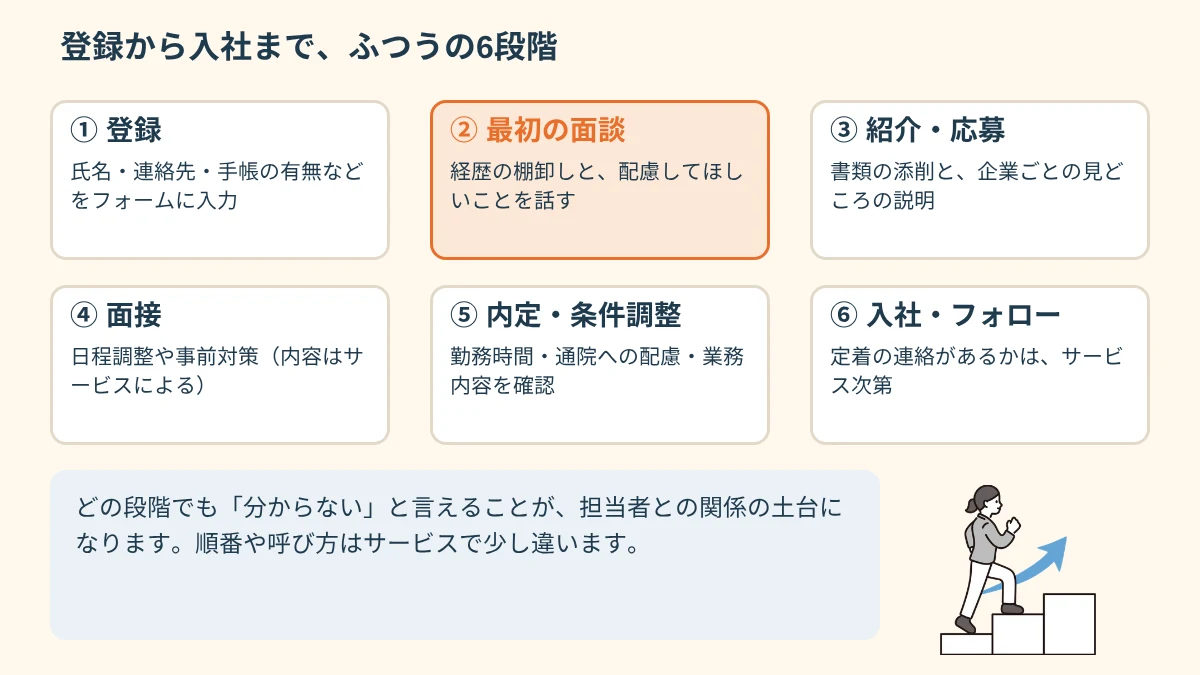 登録から入社まで、ふつうの6段階
① 登録
氏名・連絡先・手帳の有無など
をフォームに入力
② 最初の面談
経歴の棚卸しと、配慮してほし
いことを話す
③ 紹介・応募
書類の添削と、企業ごとの見ど
ころの説明
④ 面接
日程調整や事前対策（内容はサ
ービスによる）
⑤ 内定・条件調整
勤務時間・通院への配慮・業務
内容を確認
⑥ 入社・フォロー
定着の連絡があるかは、サービ
ス次第
どの段階でも「分からない」と言えることが、担当者との関係の土台に
なります。順番や呼び方はサービスで少し違います。